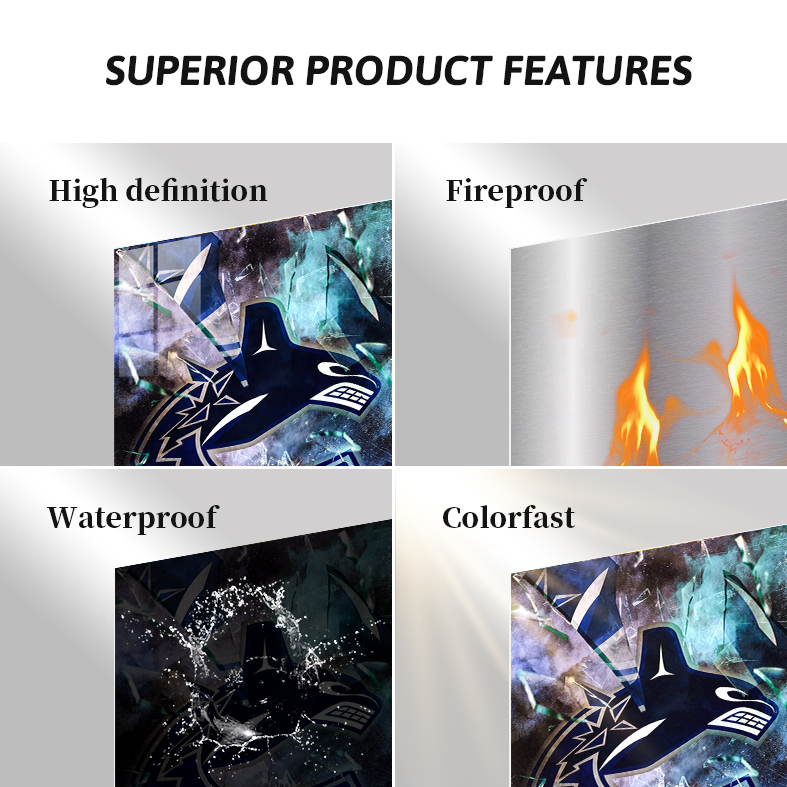 SUPERIOR PRODUCT FEATURES
High definition
Fireproof
Waterproof
Colorfast